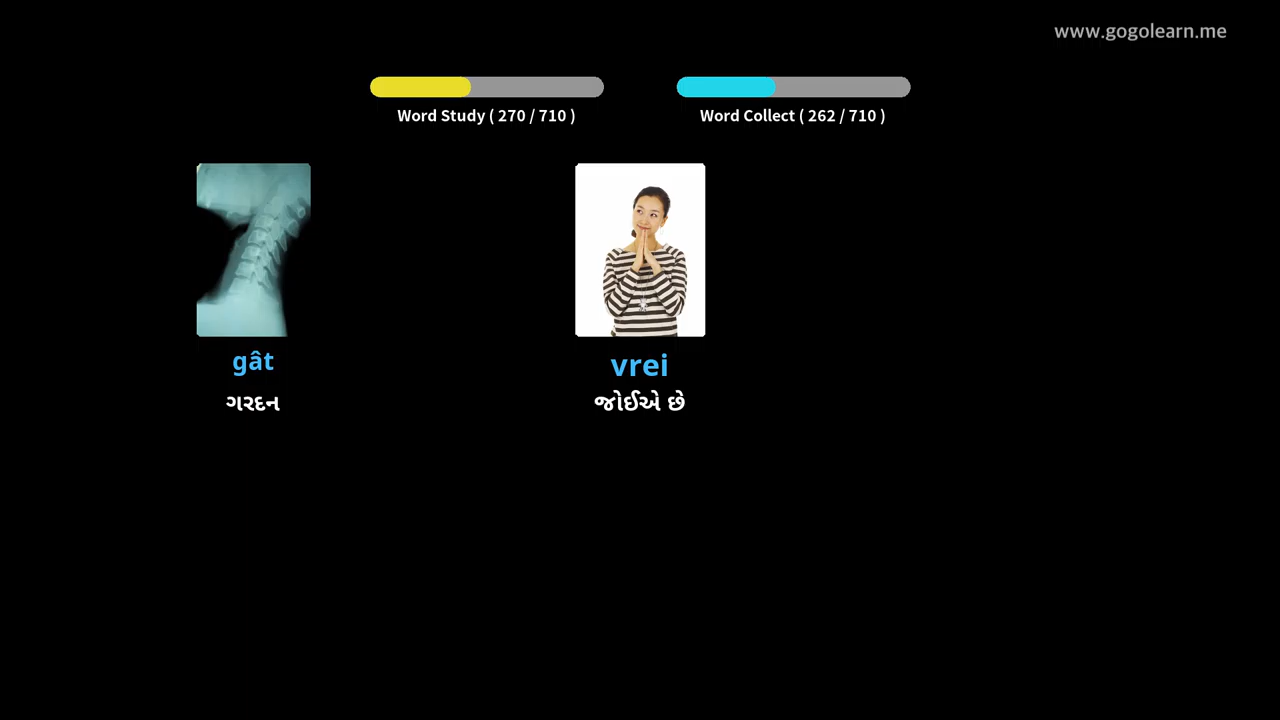 www.gogolearn.me
Word Study ( 270 / 710 )
Word Collect ( 262 / 710 )
gât
ગરદન
vrei
જોઈએ છે